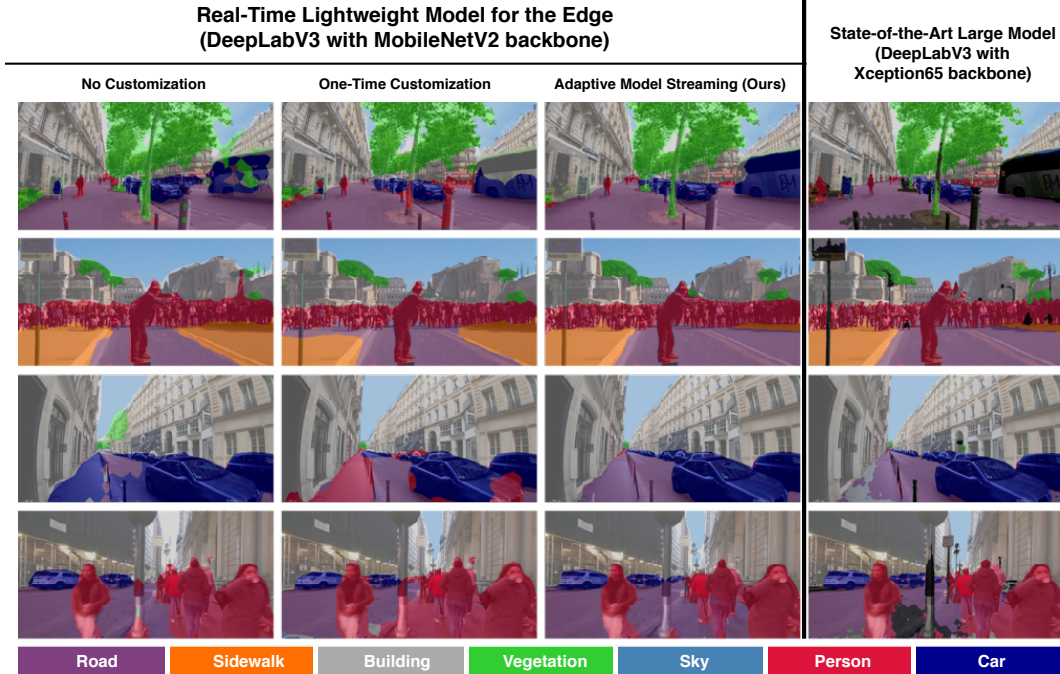 Real-Time Lightweight Model for the Edge
(DeepLabV3 with MobileNetV2 backbone)
State-of-the-Art Large Model
(DeepLabV3 with
Xception65 backbone)
No Customization
One-Time Customization
Adaptive Model Streaming (Ours)
Road
Sidewalk
Building
Vegetation
Sky
Person
Car